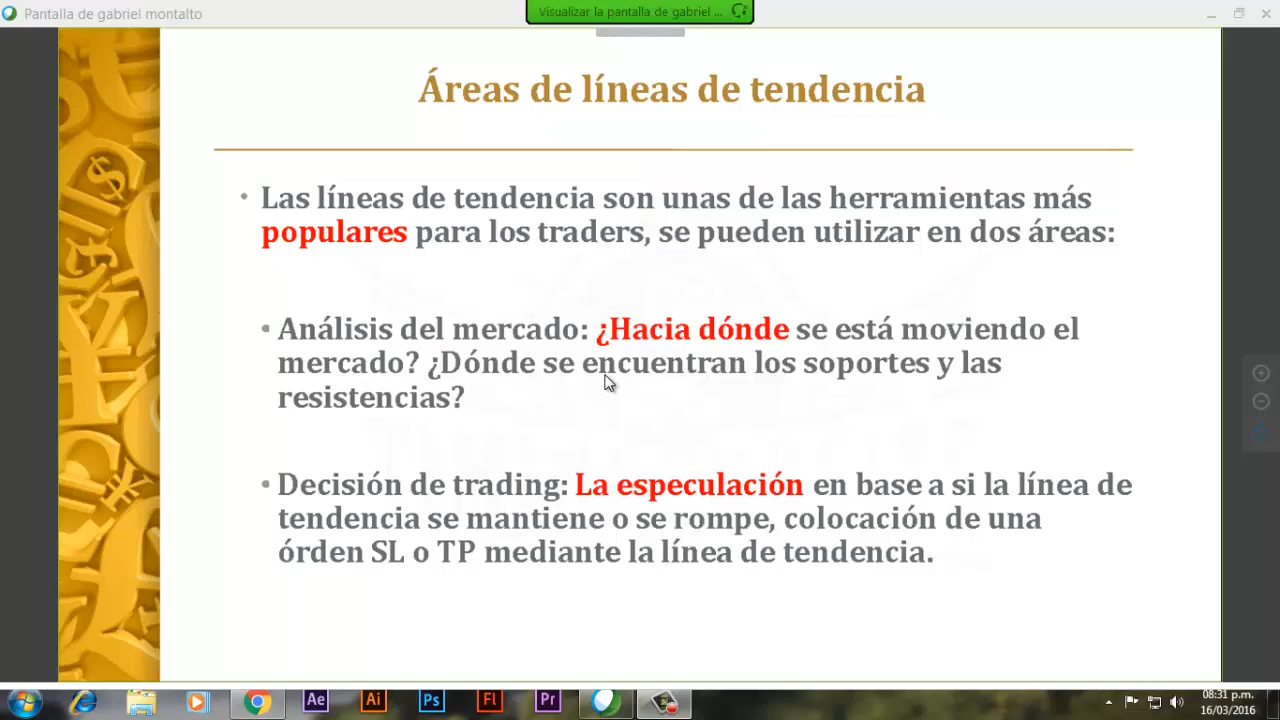 Pantalla de gabriel montalto
Visualizar la pantalla de gabriel ...
Áreas de líneas de tendencia
• Las líneas de tendencia son unas de las herramientas más
populares para los traders, se pueden utilizar en dos áreas:
• Análisis del mercado: ¿Hacia dónde se está moviendo el
mercado? ¿Dónde se encuentran los soportes y las
resistencias?
• Decisión de trading: La especulación en base a si la línea de
tendencia se mantiene o se rompe, colocación de una
órden SL o TP mediante la línea de tendencia.
Ae Ai Ps Fl Pr
08:31 p.m.
16/03/2016